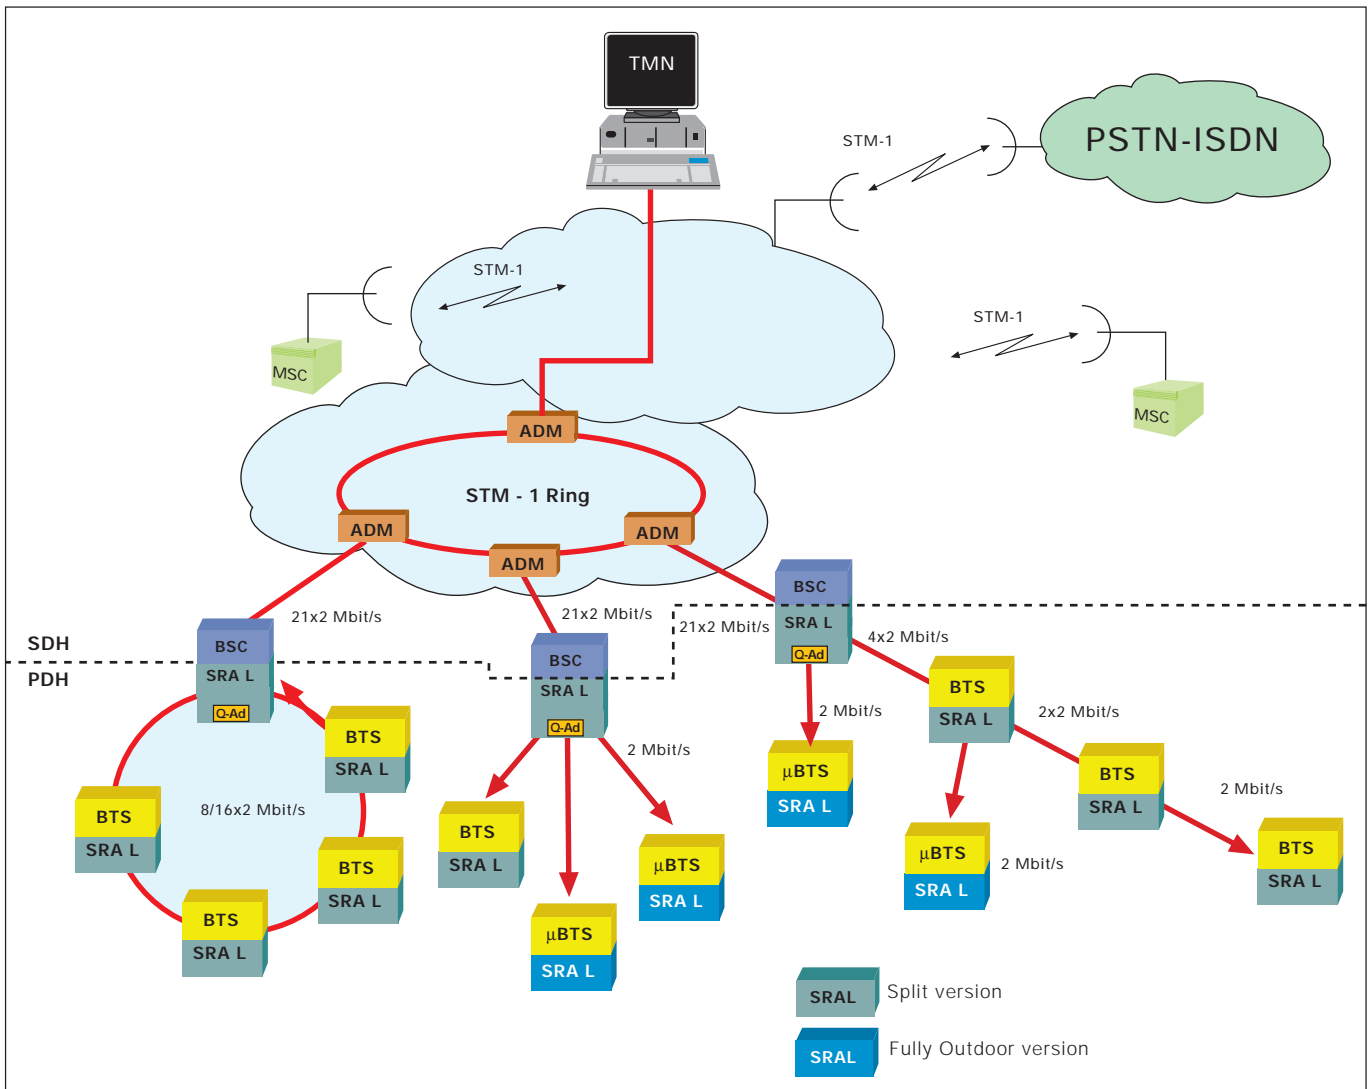 TMN
STM-1
PSTN-ISDN
STM-1
STM-1
MSC
MSC
ADM
STM - 1 Ring
ADM
ADM
ADM
BSC
SRA L
Q-Ad
21x2 Mbit/s
21x2 Mbit/s
21x2 Mbit/s
4x2 Mbit/s
SDH
PDH
BSC
SRA L
Q-Ad
BSC
SRA L
Q-Ad
BTS
SRA L
2 Mbit/s
2x2 Mbit/s
BTS
SRA L
2 Mbit/s
µBTS
SRA L
BTS
SRA L
2 Mbit/s
8/16x2 Mbit/s
BTS
SRA L
BTS
SRA L
BTS
SRA L
BTS
SRA L
µBTS
SRA L
µBTS
SRA L
µBTS
SRA L
2 Mbit/s
BTS
SRA L
SRAL
Split version
SRAL
Fully Outdoor version